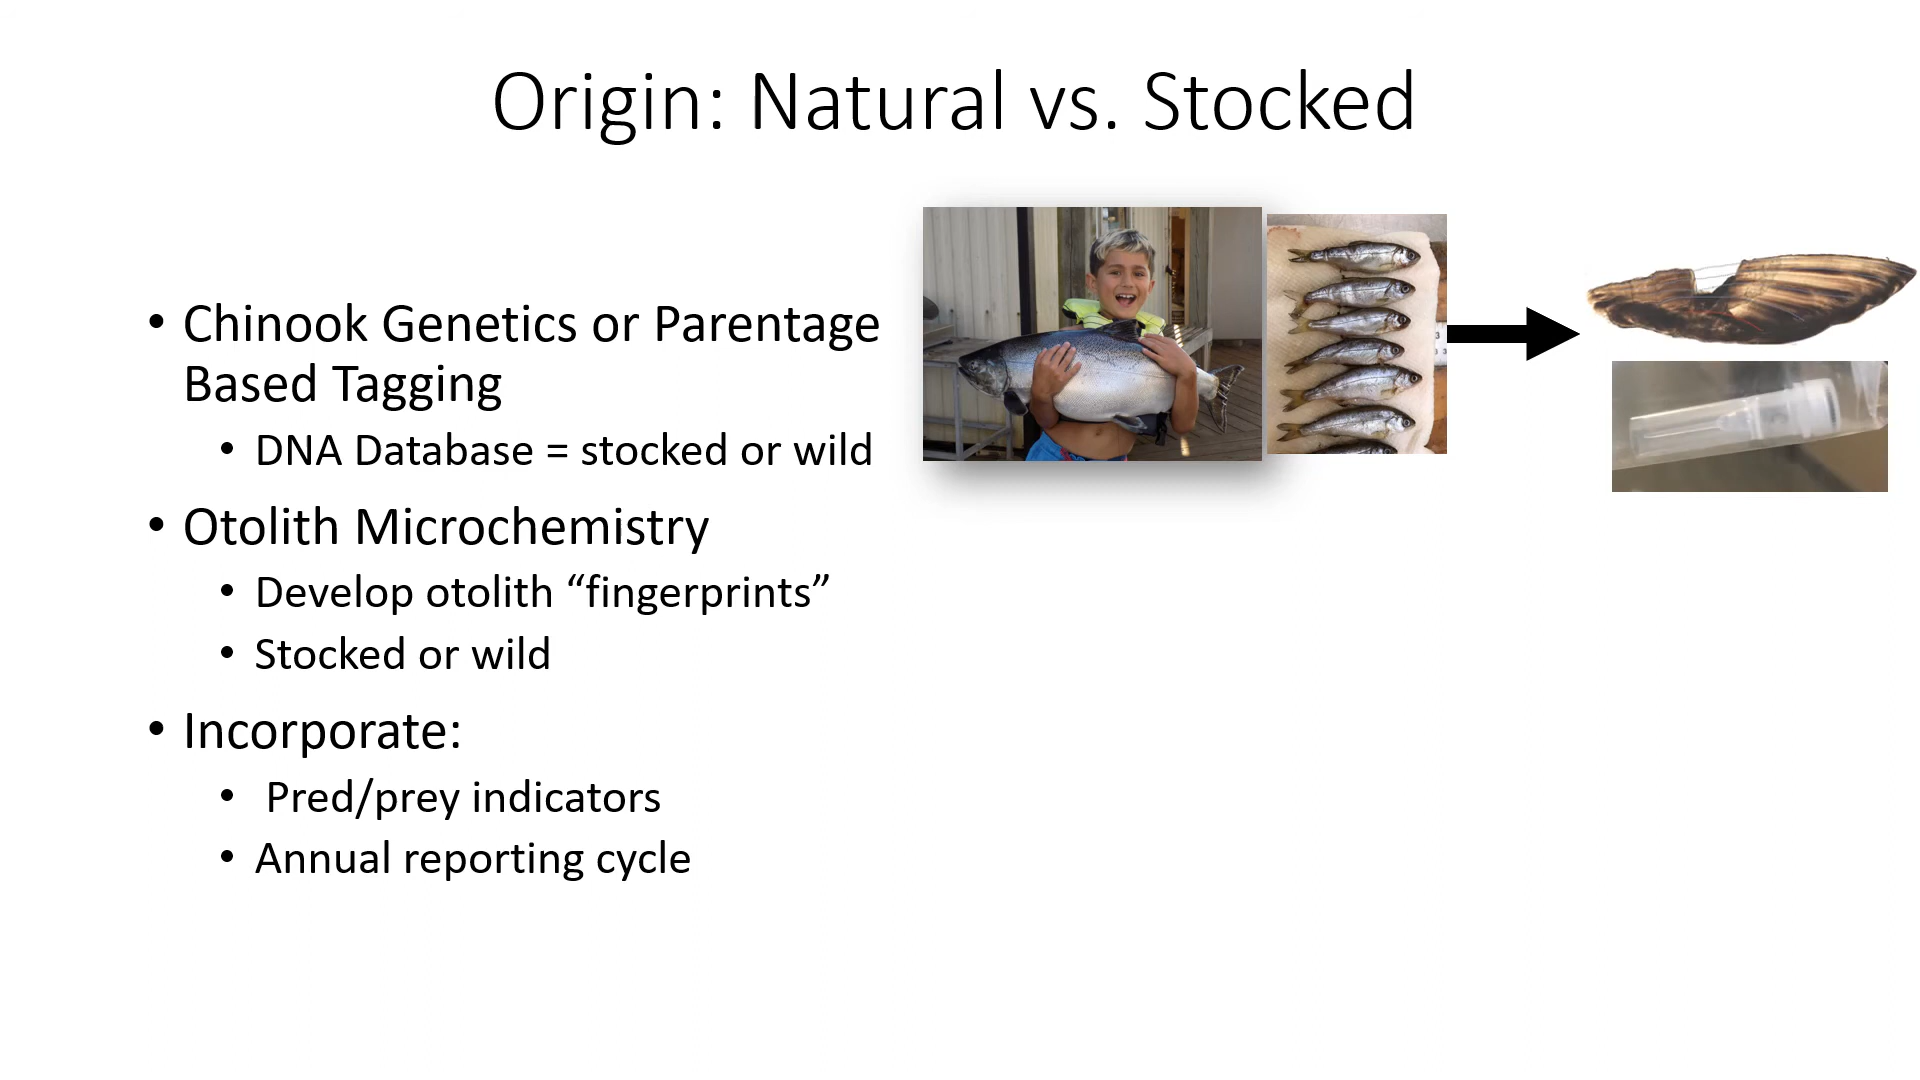 Origin: Natural vs. Stocked
• Chinook Genetics or Parentage
Based Tagging
• DNA Database = stocked or wild
• Otolith Microchemistry
• Develop otolith “fingerprints”
• Stocked or wild
• Incorporate:
• Pred/prey indicators
• Annual reporting cycle